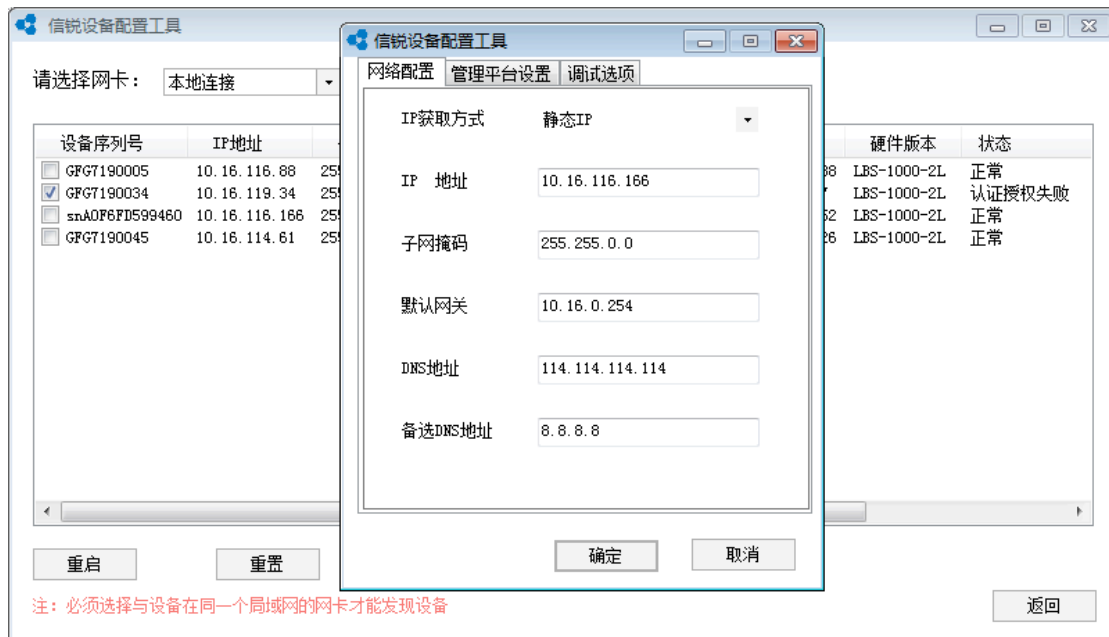 信锐设备配置工具
请选择网卡： 本地连接
设备序列号 IP地址 硬件版本 状态
GFG7190005 10.16.116.88 255 88 LBS-1000-2L 正常
GFG7190034 10.16.119.34 255 LBS-1000-2L 认证授权失败
snA0F6FD599460 10.16.116.166 255 52 LBS-1000-2L 正常
GFG7190045 10.16.114.61 255 26 LBS-1000-2L 正常
重启 重置
注：必须选择与设备在同一个局域网的网卡才能发现设备
返回
信锐设备配置工具
网络配置 管理平台设置 调试选项
IP获取方式 静态IP
IP 地址 10.16.116.166
子网掩码 255.255.0.0
默认网关 10.16.0.254
DNS地址 114.114.114.114
备选DNS地址 8.8.8.8
确定 取消